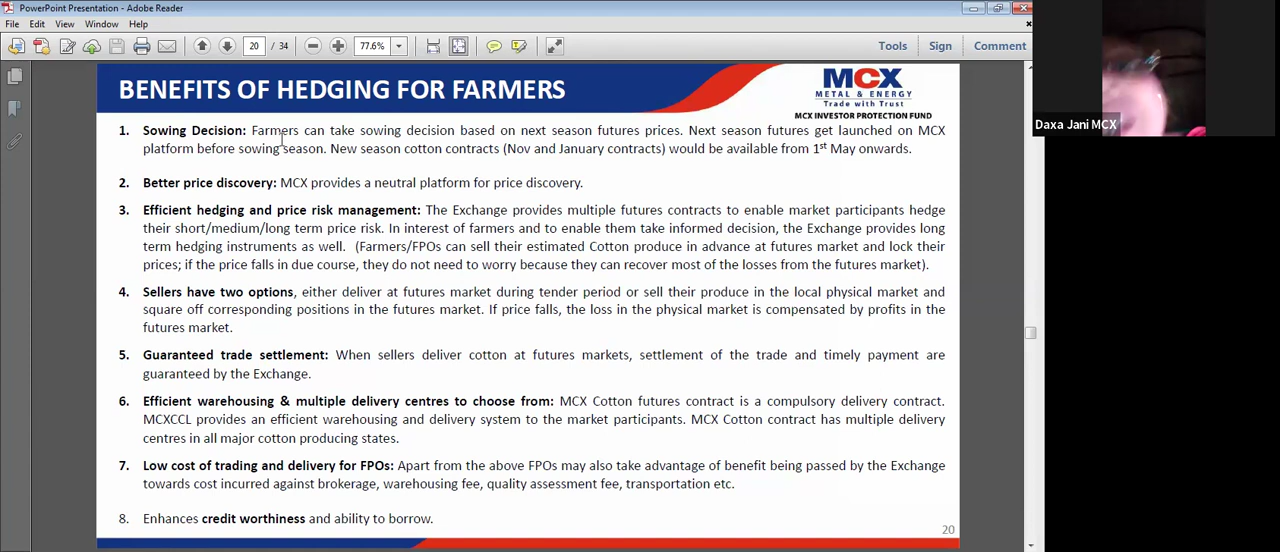 PowerPoint Presentation - Adobe Reader
File Edit View Window Help
20 / 34 77.6% Tools Sign Comment
BENEFITS OF HEDGING FOR FARMERS
MCX
METAL & ENERGY
Trade with Trust
MCX INVESTOR PROTECTION FUND
Daxa Jani MCX
1. Sowing Decision: Farmers can take sowing decision based on next season futures prices. Next season futures get launched on MCX
platform before sowing season. New season cotton contracts (Nov and January contracts) would be available from 1st May onwards.
2. Better price discovery: MCX provides a neutral platform for price discovery.
3. Efficient hedging and price risk management: The Exchange provides multiple futures contracts to enable market participants hedge
their short/medium/long term price risk. In interest of farmers and to enable them take informed decision, the Exchange provides long
term hedging instruments as well. (Farmers/FPOs can sell their estimated Cotton produce in advance at futures market and lock their
prices; if the price falls in due course, they do not need to worry because they can recover most of the losses from the futures market).
4. Sellers have two options, either deliver at futures market during tender period or sell their produce in the local physical market and
square off corresponding positions in the futures market. If price falls, the loss in the physical market is compensated by profits in the
futures market.
5. Guaranteed trade settlement: When sellers deliver cotton at futures markets, settlement of the trade and timely payment are
guaranteed by the Exchange.
6. Efficient warehousing & multiple delivery centres to choose from: MCX Cotton futures contract is a compulsory delivery contract.
MCXCCL provides an efficient warehousing and delivery system to the market participants. MCX Cotton contract has multiple delivery
centres in all major cotton producing states.
7. Low cost of trading and delivery for FPOs: Apart from the above FPOs may also take advantage of benefit being passed by the Exchange
towards cost incurred against brokerage, warehousing fee, quality assessment fee, transportation etc.
8. Enhances credit worthiness and ability to borrow.
20